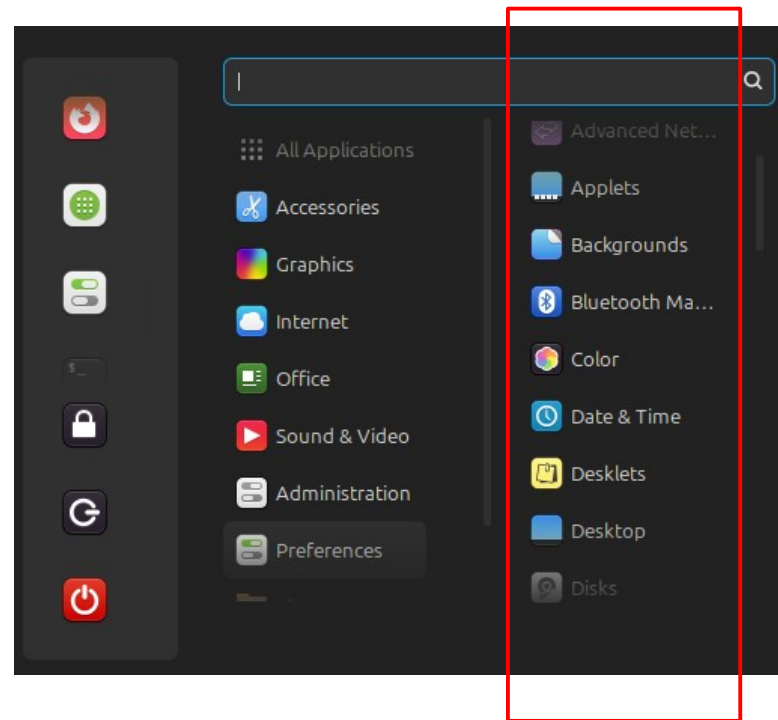 All Applications
Accessories
Graphics
Internet
Office
Sound & Video
Administration
Preferences
Advanced Net...
Applets
Backgrounds
Bluetooth Ma...
Color
Date & Time
Desklets
Desktop
Disks